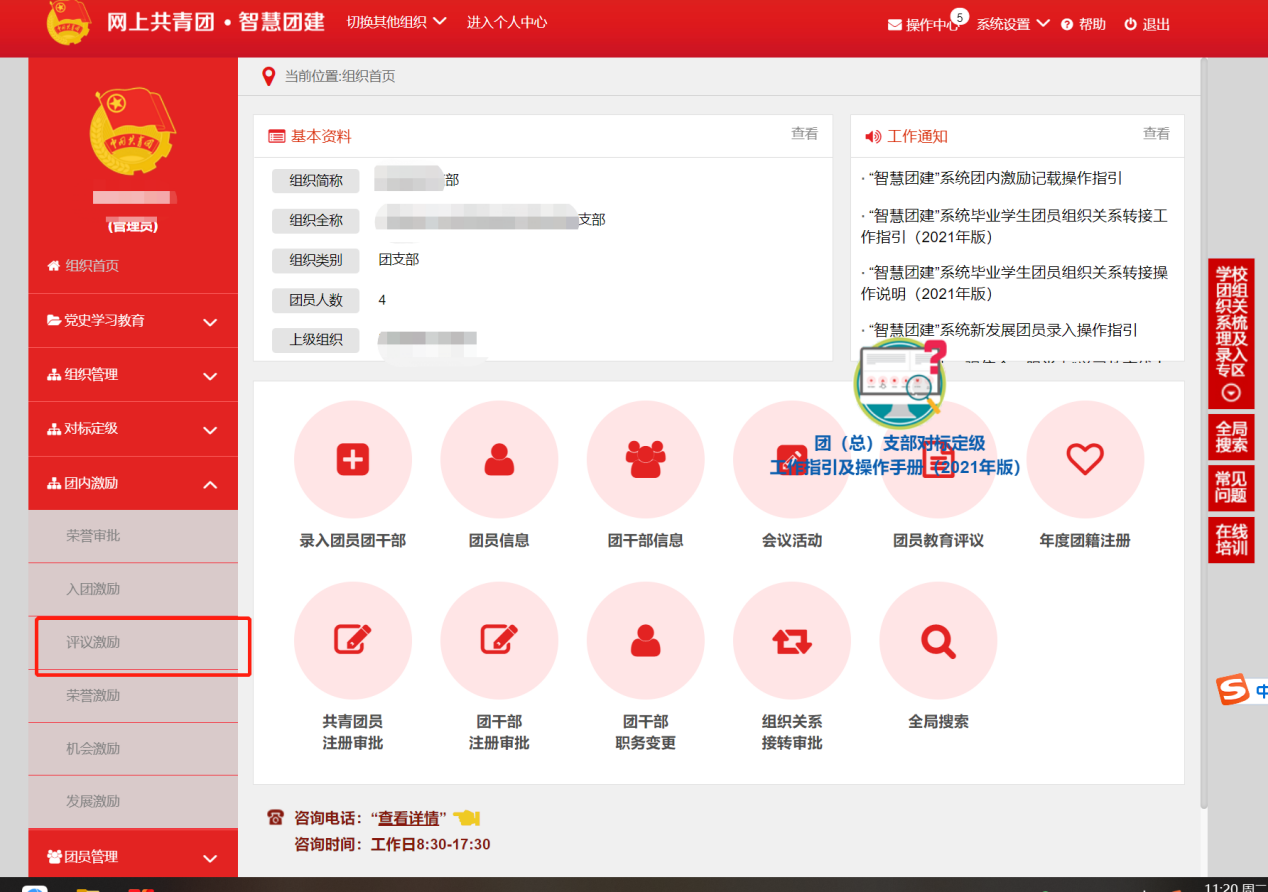 网上共青团·智慧团建
切换其他组织
进入个人中心
操作中心
5
系统设置
帮助
退出
(管理员)
组织首页
党史学习教育
组织管理
对标定级
团内激励
荣誉审批
入团激励
评议激励
荣誉激励
机会激励
发展激励
团员管理
当前位置:组织首页
基本资料
查看
组织简称
部
组织全称
支部
组织类别
团支部
团员人数
4
上级组织
工作通知
查看
·“智慧团建”系统团内激励记载操作指引
·“智慧团建”系统毕业学生团员组织关系转接工
作指引（2021年版）
·“智慧团建”系统毕业学生团员组织关系转接操
作说明（2021年版）
·“智慧团建”系统新发展团员录入操作指引
团（总）支部对标定级
工作指引及操作手册（2021年版）
录入团员团干部
团员信息
团干部信息
会议活动
团员教育评议
年度团籍注册
共青团员
注册审批
团干部
注册审批
团干部
职务变更
组织关系
接转审批
全局搜索
咨询电话：“查看详情”
咨询时间：工作日8:30-17:30
学校
团组
织关
系梳
理及
录入
专区
全局
搜索
常见
问题
在线
培训
中
11:20 周二